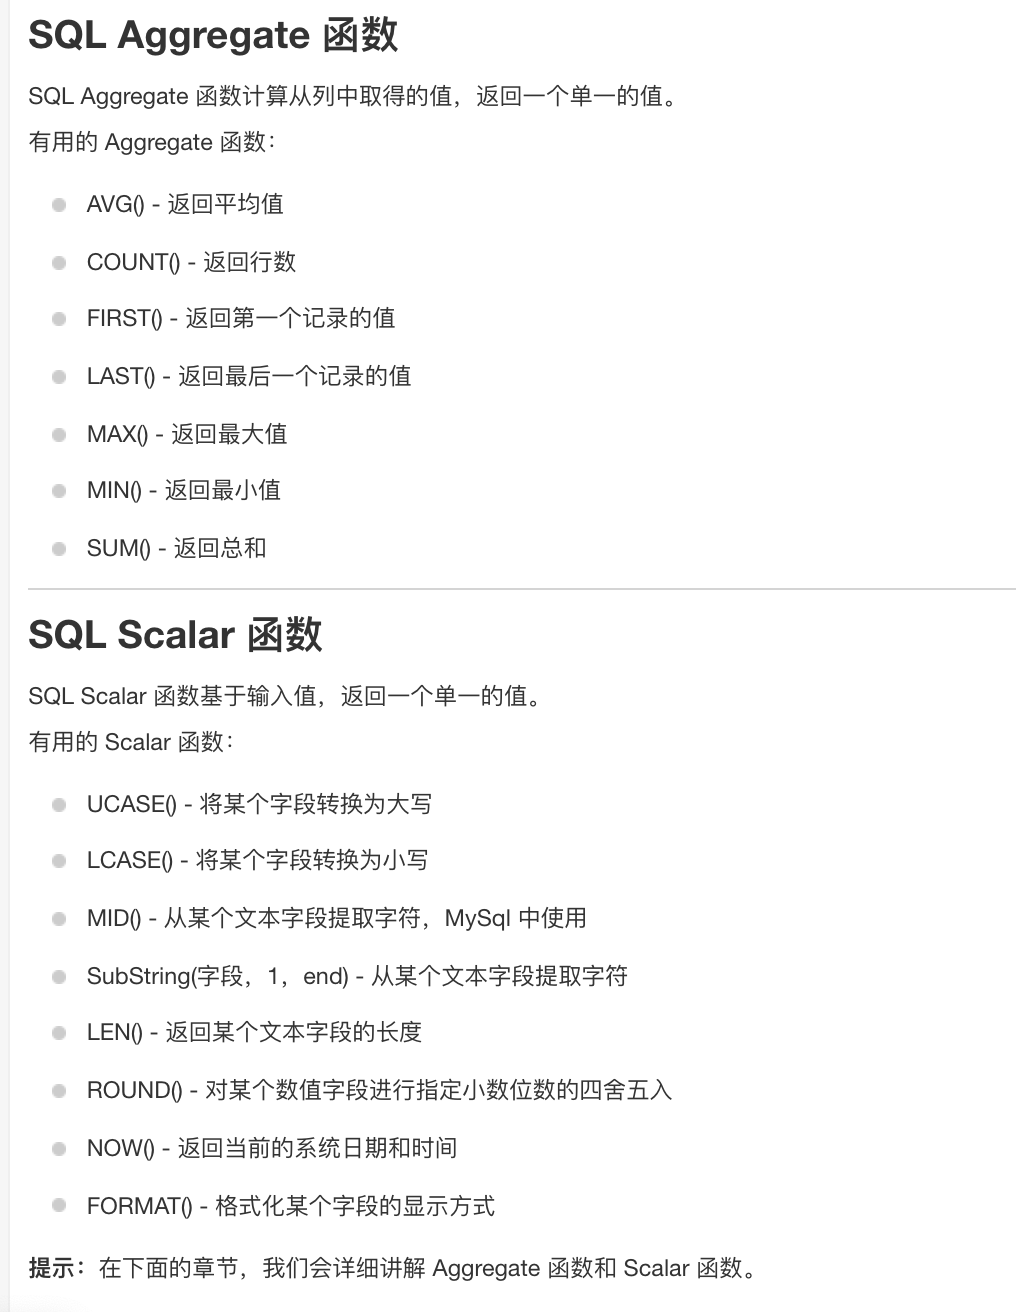 SQL Aggregate 函数
SQL Aggregate 函数计算从列中取得的值，返回一个单一的值。
有用的 Aggregate 函数：
AVG() - 返回平均值
COUNT() - 返回行数
FIRST() - 返回第一个记录的值
LAST() - 返回最后一个记录的值
MAX() - 返回最大值
MIN() - 返回最小值
SUM() - 返回总和
SQL Scalar 函数
SQL Scalar 函数基于输入值，返回一个单一的值。
有用的 Scalar 函数：
UCASE() - 将某个字段转换为大写
LCASE() - 将某个字段转换为小写
MID() - 从某个文本字段提取字符，MySql 中使用
SubString(字段，1，end) - 从某个文本字段提取字符
LEN() - 返回某个文本字段的长度
ROUND() - 对某个数值字段进行指定小数位数的四舍五入
NOW() - 返回当前的系统日期和时间
FORMAT() - 格式化某个字段的显示方式
提示：在下面的章节，我们会详细讲解 Aggregate 函数和 Scalar 函数。